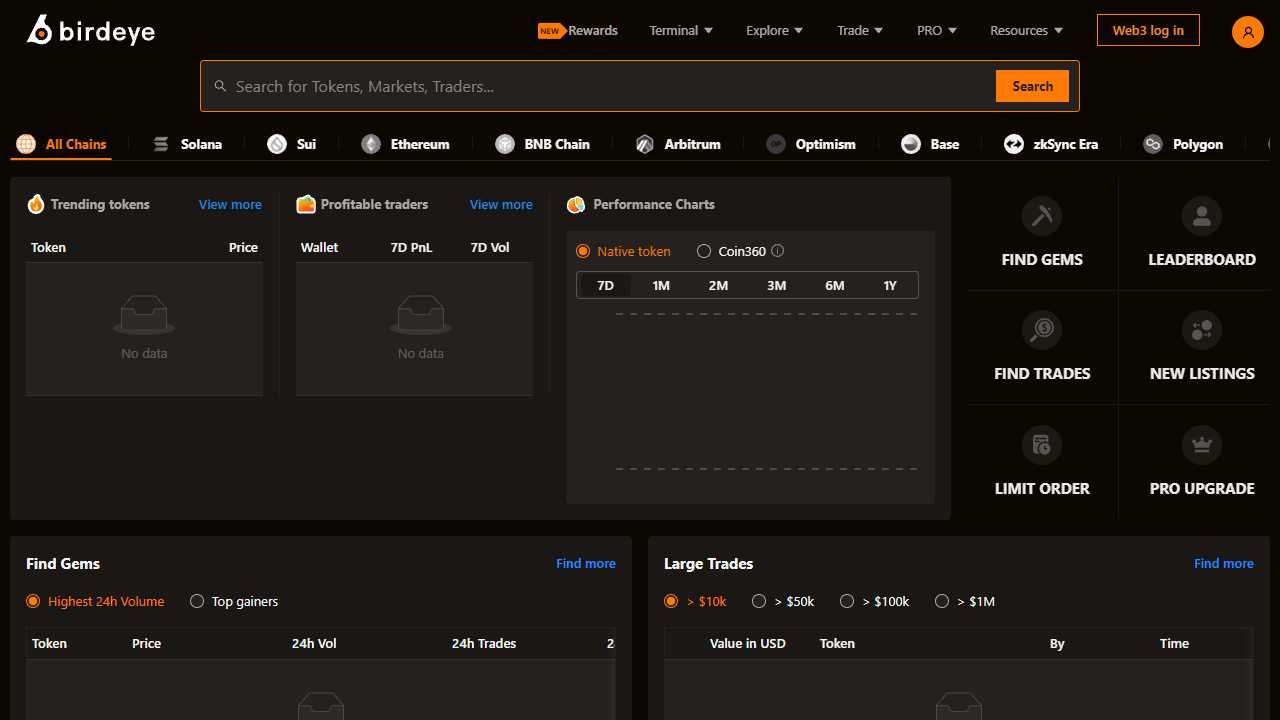 birdeye
NEW Rewards Terminal Explore Trade PRO Resources Web3 log in
Search for Tokens, Markets, Traders... Search
All Chains Solana Sui Ethereum BNB Chain Arbitrum Optimism Base zkSync Era Polygon
Trending tokens View more
Token Price
No data
Profitable traders View more
Wallet 7D PnL 7D Vol
No data
Performance Charts
Native token Coin360
7D 1M 2M 3M 6M 1Y
FIND GEMS LEADERBOARD
FIND TRADES NEW LISTINGS
LIMIT ORDER PRO UPGRADE
Find Gems Find more
Highest 24h Volume Top gainers
Token Price 24h Vol 24h Trades 2
Large Trades Find more
> $10k > $50k > $100k > $1M
Value in USD Token By Time